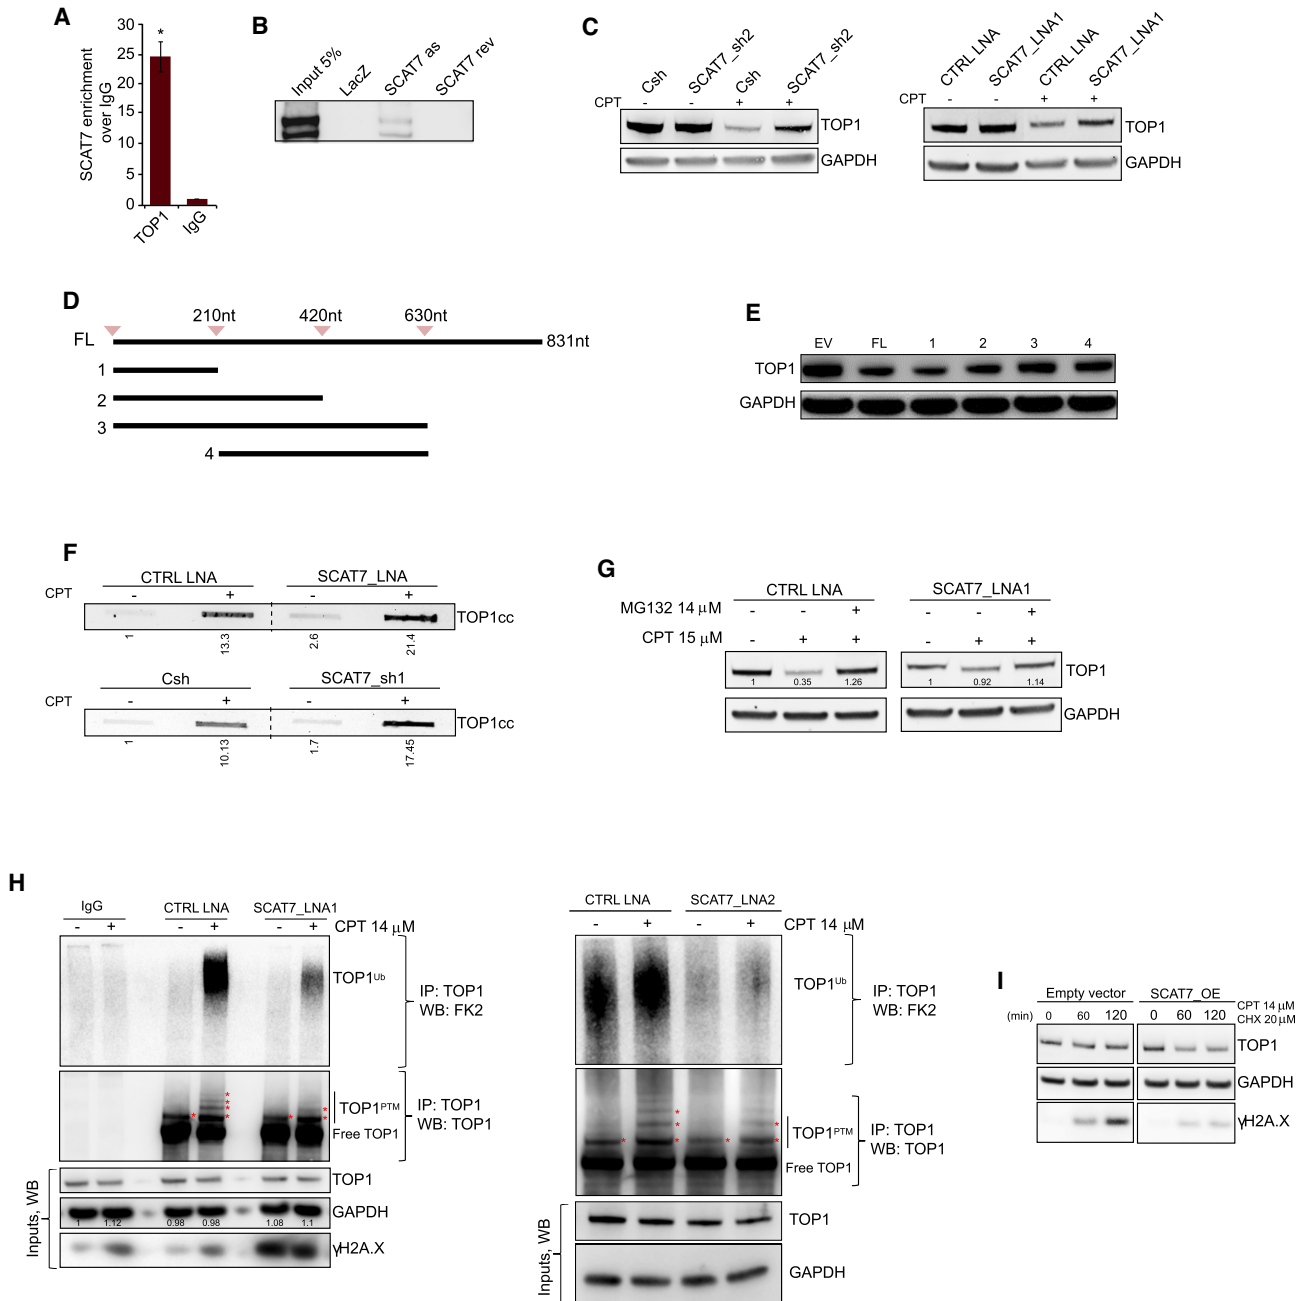 A
SCAT7 enrichment
over IgG
30
25
20
15
10
5
0
*
TOP1
IgG
B
Input 5%
LacZ
SCAT7 as
SCAT7 rev
C
Csh
SCAT7_sh2
Csh
SCAT7_sh2
CPT - - + +
TOP1
GAPDH
CTRL LNA
SCAT7_LNA1
CTRL LNA
SCAT7_LNA1
CPT - - + +
TOP1
GAPDH
D
210nt 420nt 630nt
FL 831nt
1
2
3
4
E
EV FL 1 2 3 4
TOP1
GAPDH
F
CTRL LNA SCAT7_LNA
CPT - + - +
TOP1cc
1 13.3 2.6 21.4
Csh SCAT7_sh1
CPT - + - +
TOP1cc
1 10.13 1.7 17.45
G
CTRL LNA SCAT7_LNA1
MG132 14 μM - - + - - +
CPT 15 μM - + + - + +
TOP1
1 0.35 1.26 1 0.92 1.14
GAPDH
H
IgG CTRL LNA SCAT7_LNA1
- + - + - + CPT 14 μM
TOP1Ub
IP: TOP1
WB: FK2
TOP1PTM
Free TOP1
IP: TOP1
WB: TOP1
Inputs, WB
TOP1
GAPDH
1 1.12 0.98 0.98 1.08 1.1
γH2A.X
CTRL LNA SCAT7_LNA2
- + - + CPT 14 μM
TOP1Ub
IP: TOP1
WB: FK2
TOP1PTM
Free TOP1
IP: TOP1
WB: TOP1
Inputs, WB
TOP1
GAPDH
I
Empty vector SCAT7_OE
CPT 14 μM
CHX 20 μM
(min) 0 60 120 0 60 120
TOP1
GAPDH
γH2A.X